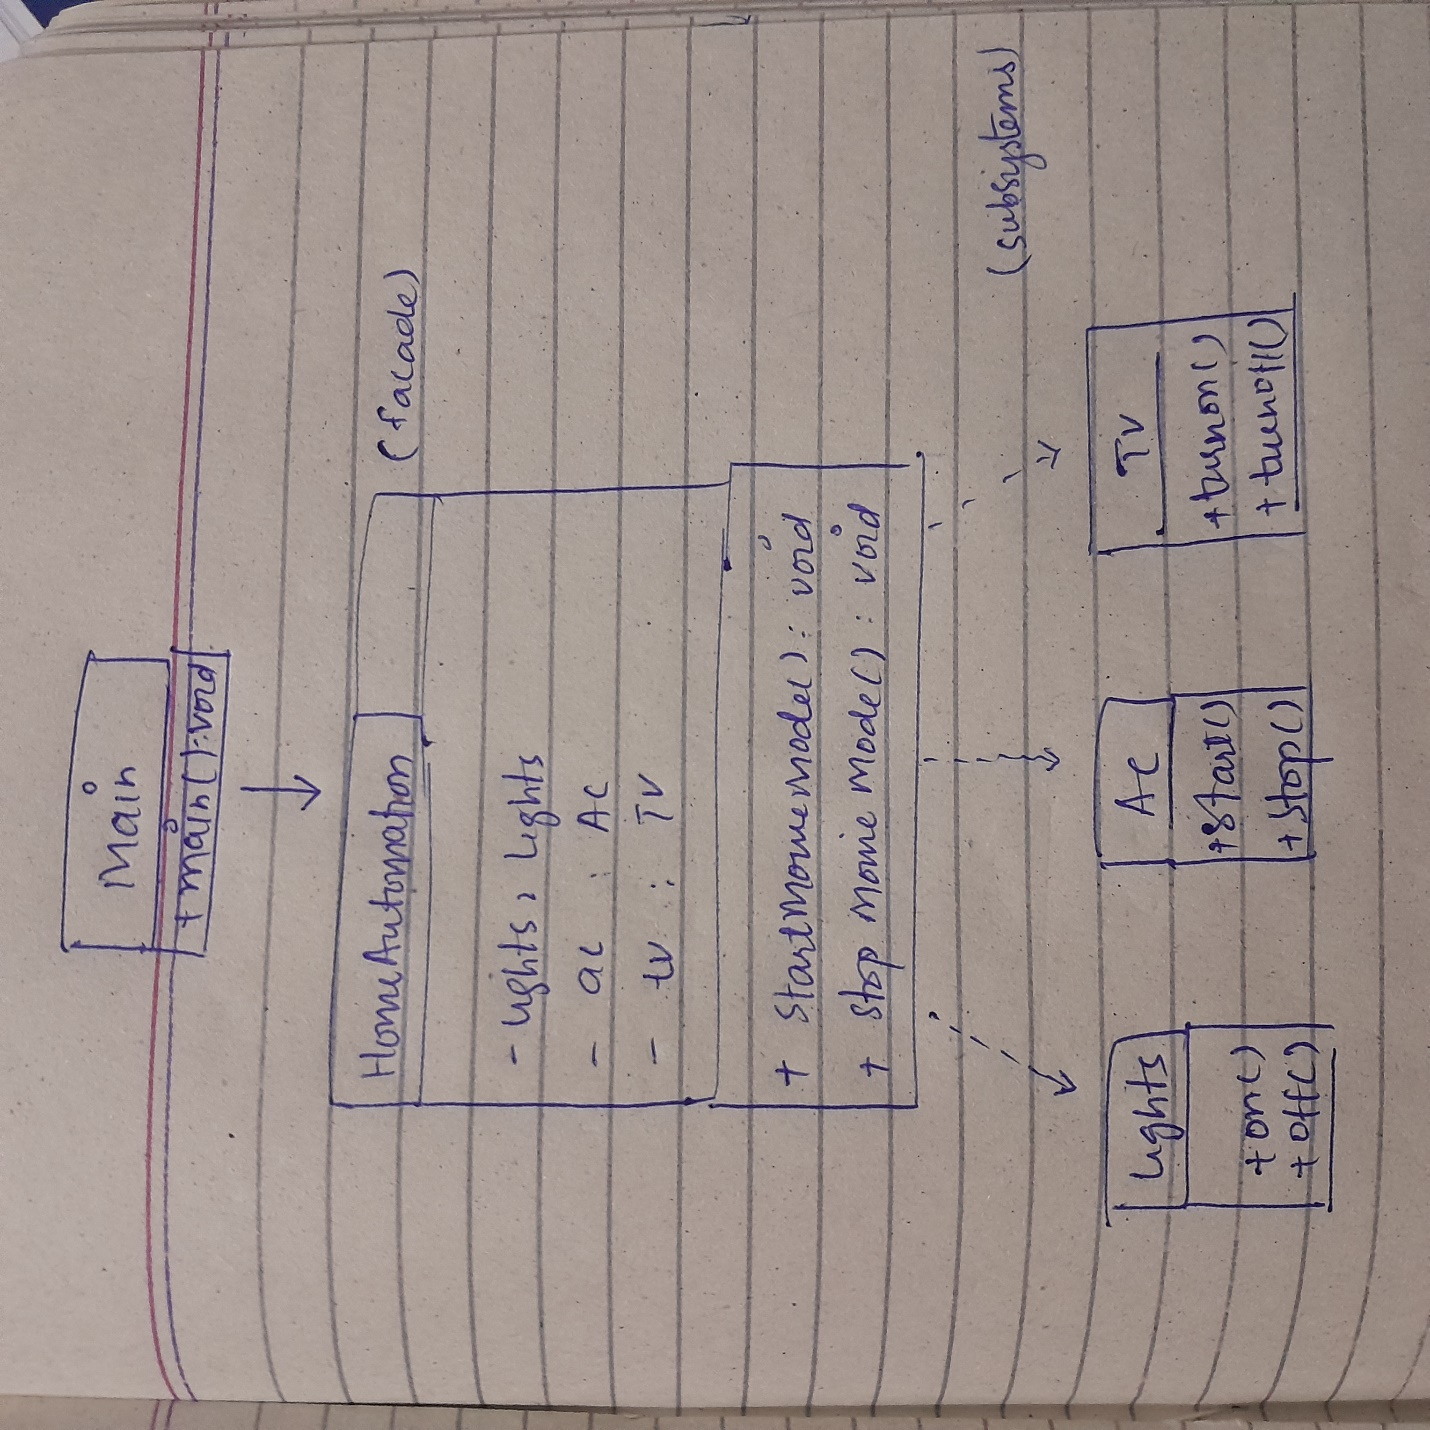 Main
+ main() : void
HomeAutomation
(facade)
- Lights : Lights
- ac : AC
- tv : TV
+ StartMovieMode() : void
+ Stop movie Mode() : void
(subsystems)
Lights
+ on()
+ off()
AC
+ Start()
+ Stop()
TV
+ turnon()
+ turnoff()